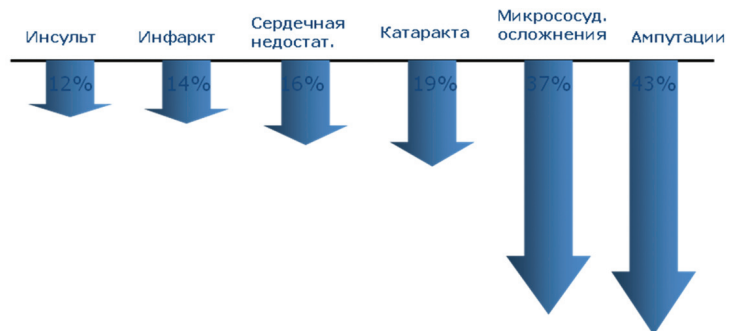 Инсульт
Инфаркт
Сердечная
недостат.
Катаракта
Микрососуд.
осложнения
Ампутации
12%
14%
16%
19%
37%
43%